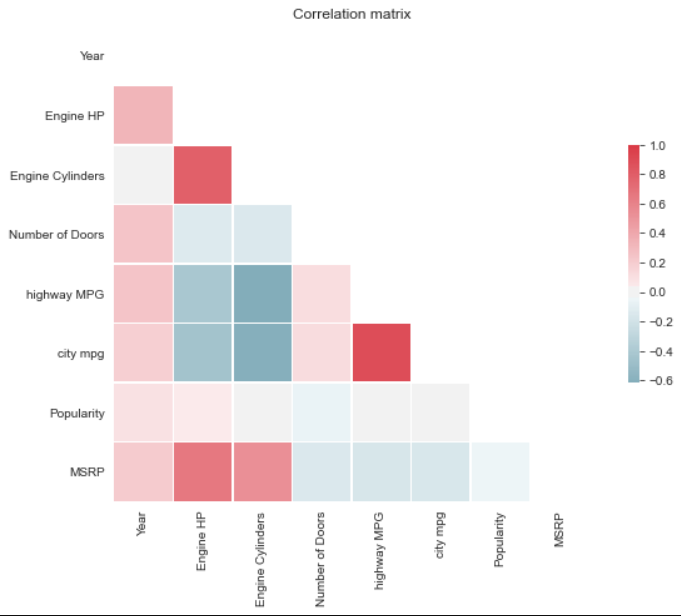 Correlation matrix
Year
Engine HP
Engine Cylinders
Number of Doors
highway MPG
city mpg
Popularity
MSRP
Year
Engine HP
Engine Cylinders
Number of Doors
highway MPG
city mpg
Popularity
MSRP
1.0
0.8
0.6
0.4
0.2
0.0
−0.2
−0.4
−0.6